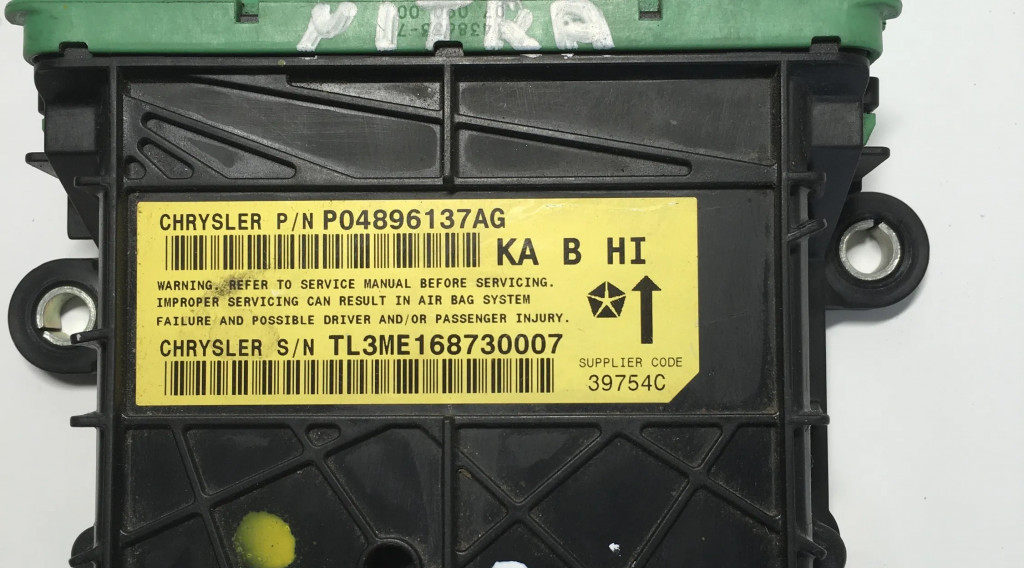 CHRYSLER P/N P04896137AG
KA B HI
WARNING. REFER TO SERVICE MANUAL BEFORE SERVICING.
IMPROPER SERVICING CAN RESULT IN AIR BAG SYSTEM
FAILURE AND POSSIBLE DRIVER AND/OR PASSENGER INJURY.
CHRYSLER S/N TL3ME168730007
SUPPLIER CODE
39754C